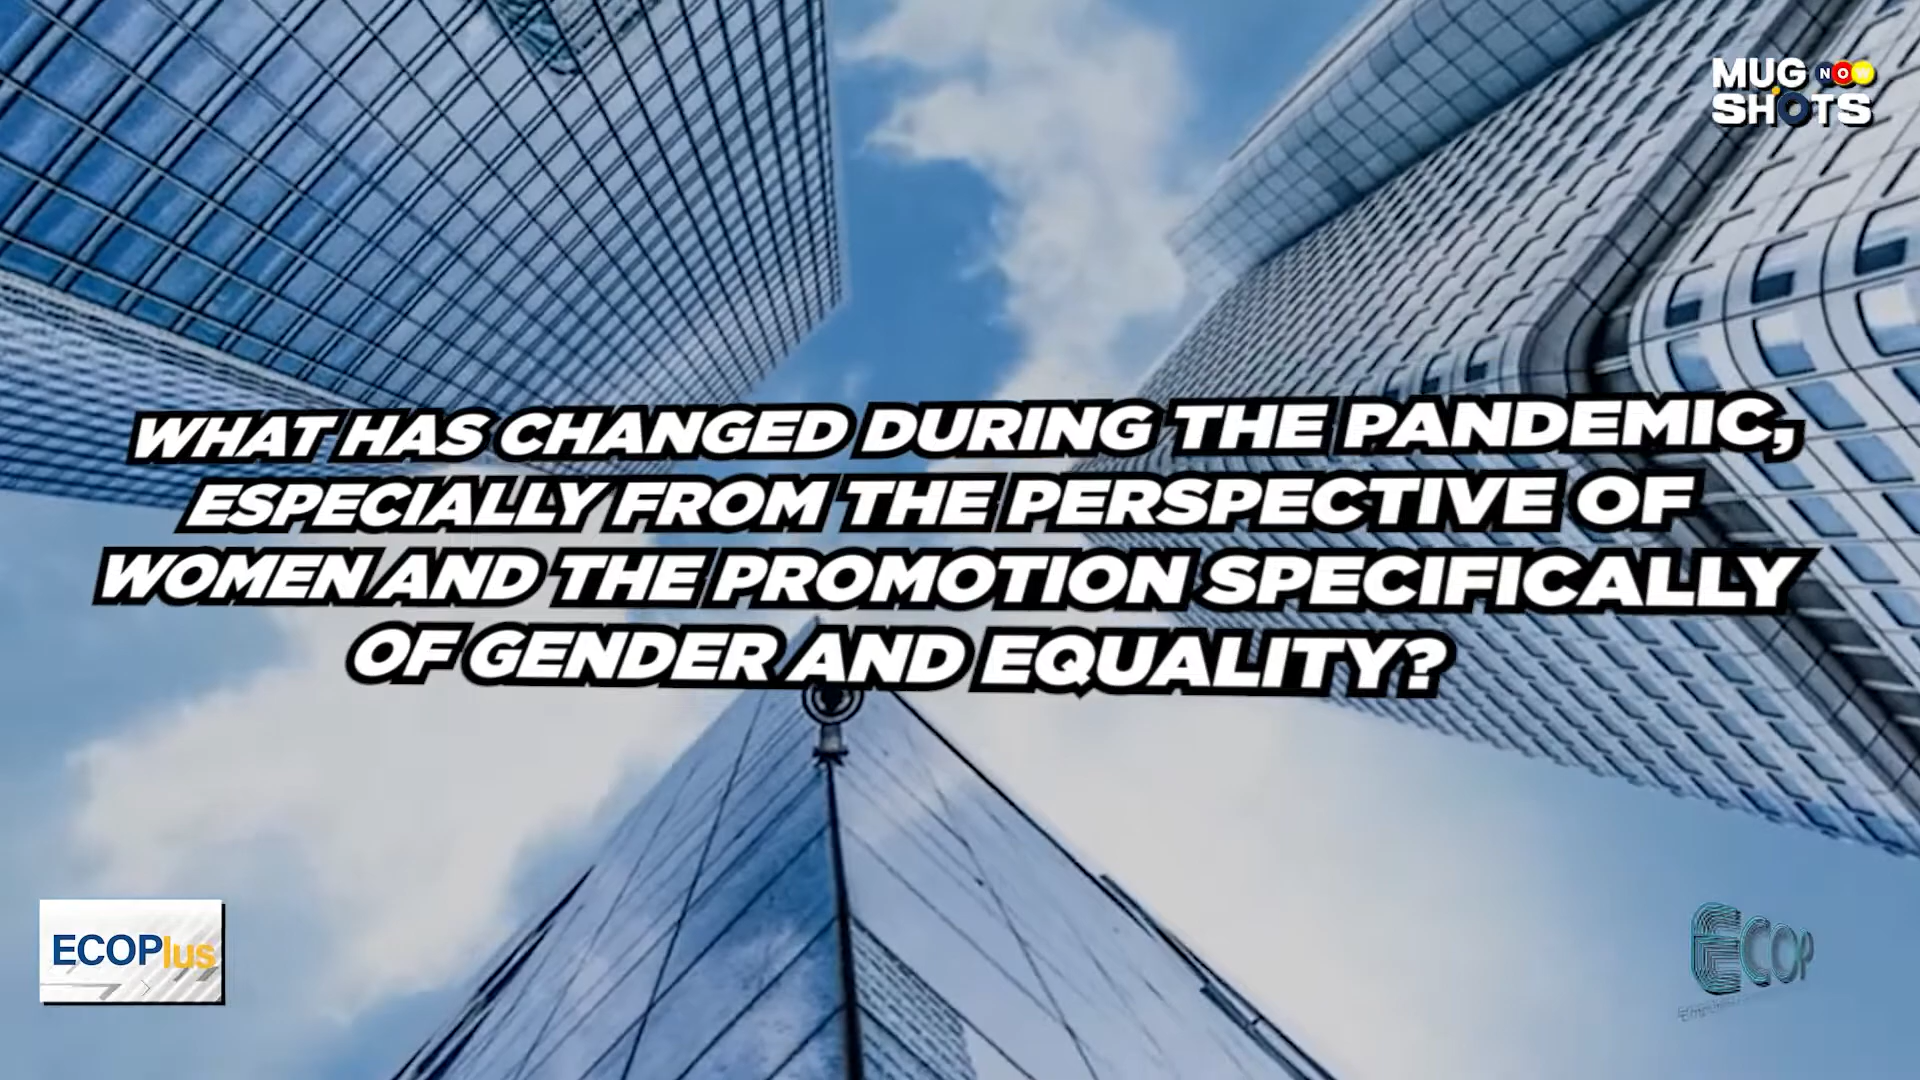 MUG NOW
SHOTS
WHAT HAS CHANGED DURING THE PANDEMIC,
ESPECIALLY FROM THE PERSPECTIVE OF
WOMEN AND THE PROMOTION SPECIFICALLY
OF GENDER AND EQUALITY?
ECOPlus
ECOP